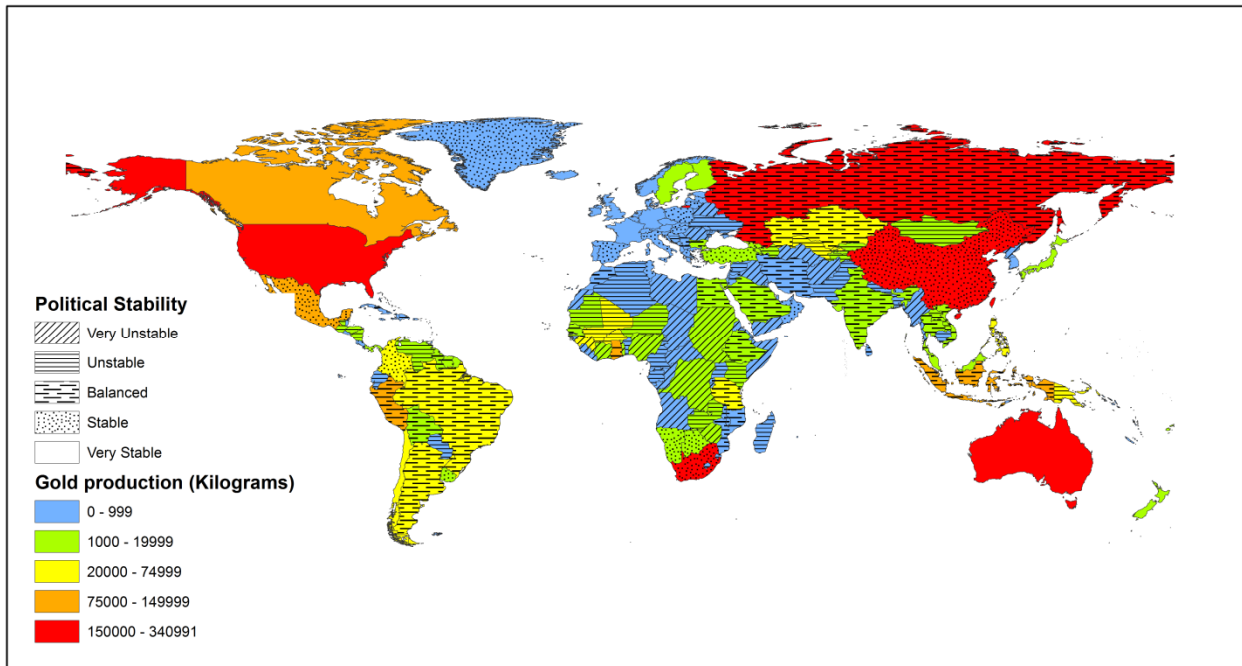 Political Stability
Very Unstable
Unstable
Balanced
Stable
Very Stable
Gold production (Kilograms)
0 - 999
1000 - 19999
20000 - 74999
75000 - 149999
150000 - 340991